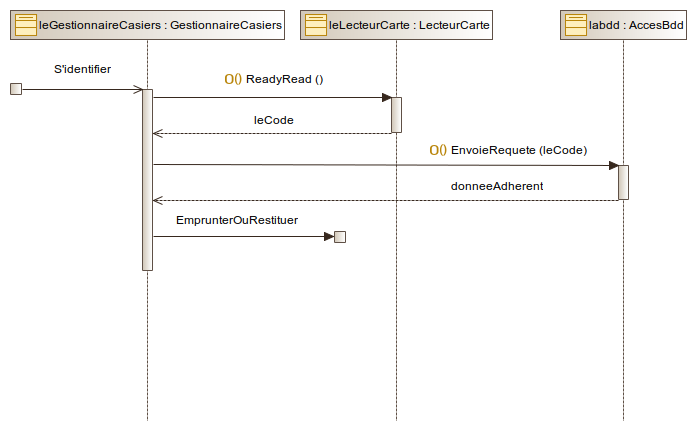 leGestionnaireCasiers : GestionnaireCasiers
leLecteurCarte : LecteurCarte
labdd : AccesBdd
S'identifier
O() ReadyRead ()
leCode
O() EnvoieRequete (leCode)
donneeAdherent
EmprunterOuRestituer